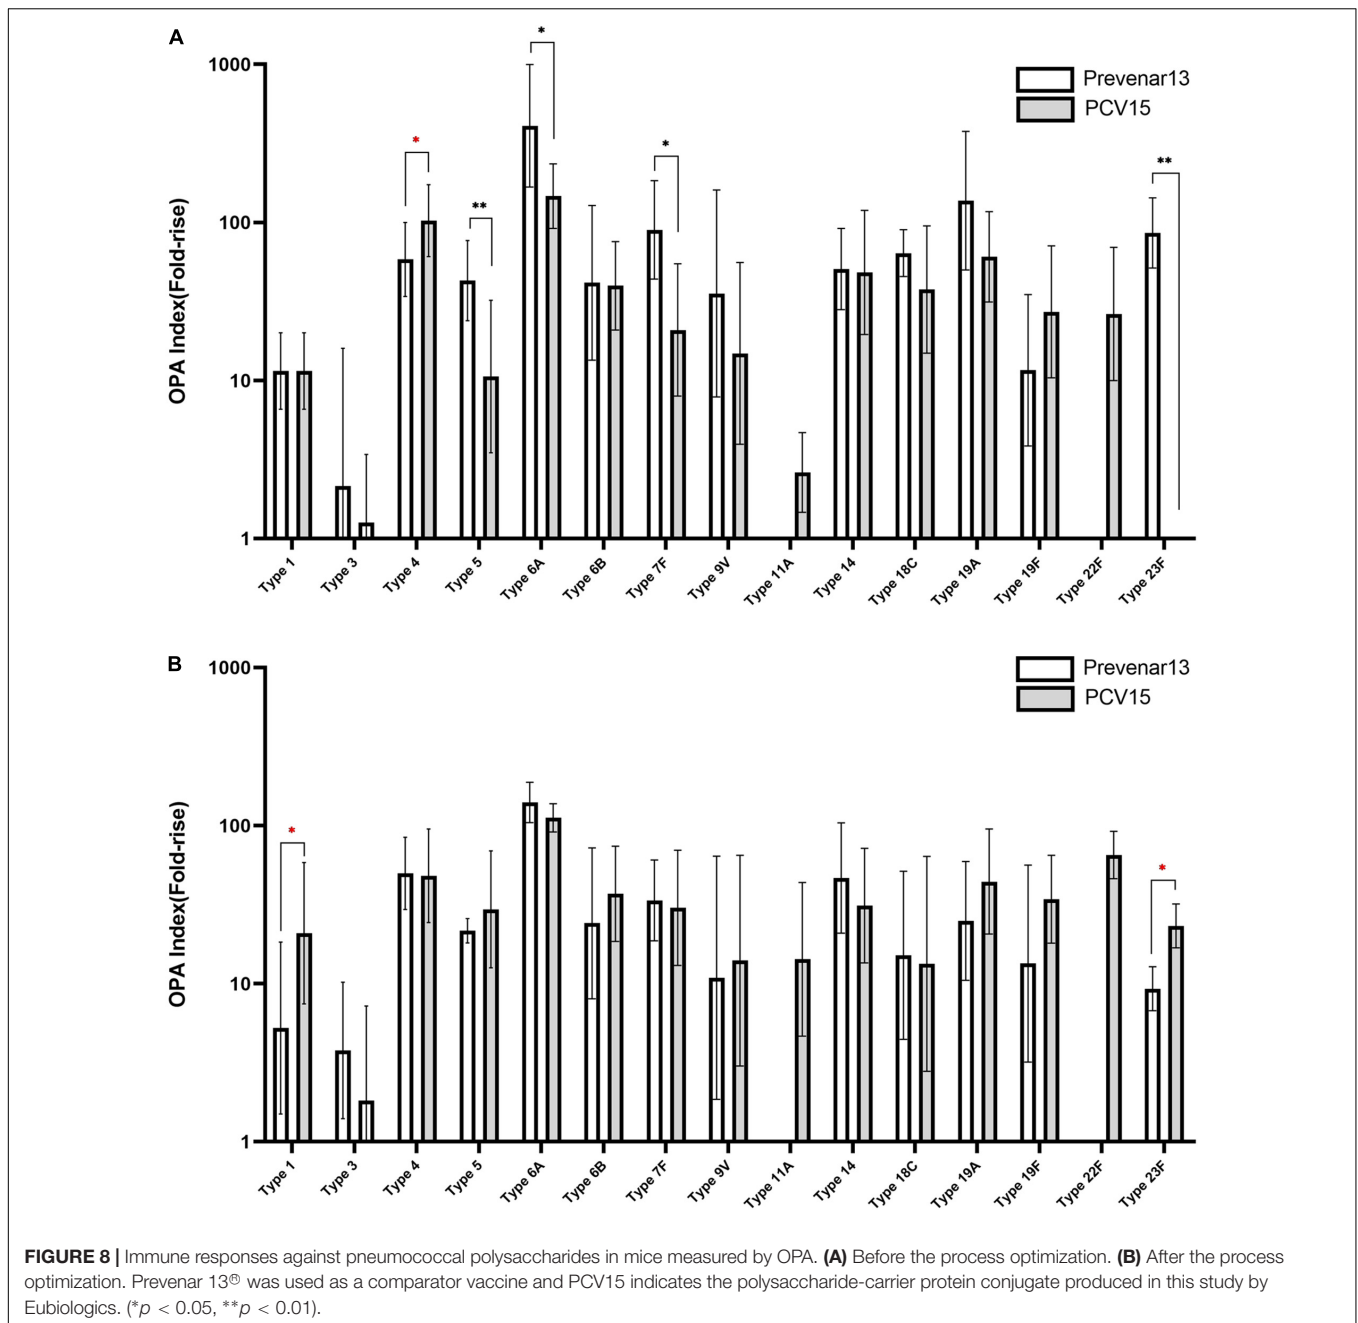 A
*
1000
Prevenar13
PCV15
*
*
**
**
100
10
1
OPA Index(Fold-rise)
Type 1
Type 3
Type 4
Type 5
Type 6A
Type 6B
Type 7F
Type 9V
Type 11A
Type 14
Type 18C
Type 19A
Type 19F
Type 22F
Type 23F
B
1000
Prevenar13
PCV15
100
*
*
10
1
OPA Index(Fold-rise)
Type 1
Type 3
Type 4
Type 5
Type 6A
Type 6B
Type 7F
Type 9V
Type 11A
Type 14
Type 18C
Type 19A
Type 19F
Type 22F
Type 23F
FIGURE 8 | Immune responses against pneumococcal polysaccharides in mice measured by OPA. (A) Before the process optimization. (B) After the process
optimization. Prevenar 13® was used as a comparator vaccine and PCV15 indicates the polysaccharide-carrier protein conjugate produced in this study by
Eubiologics. (*p < 0.05, **p < 0.01).